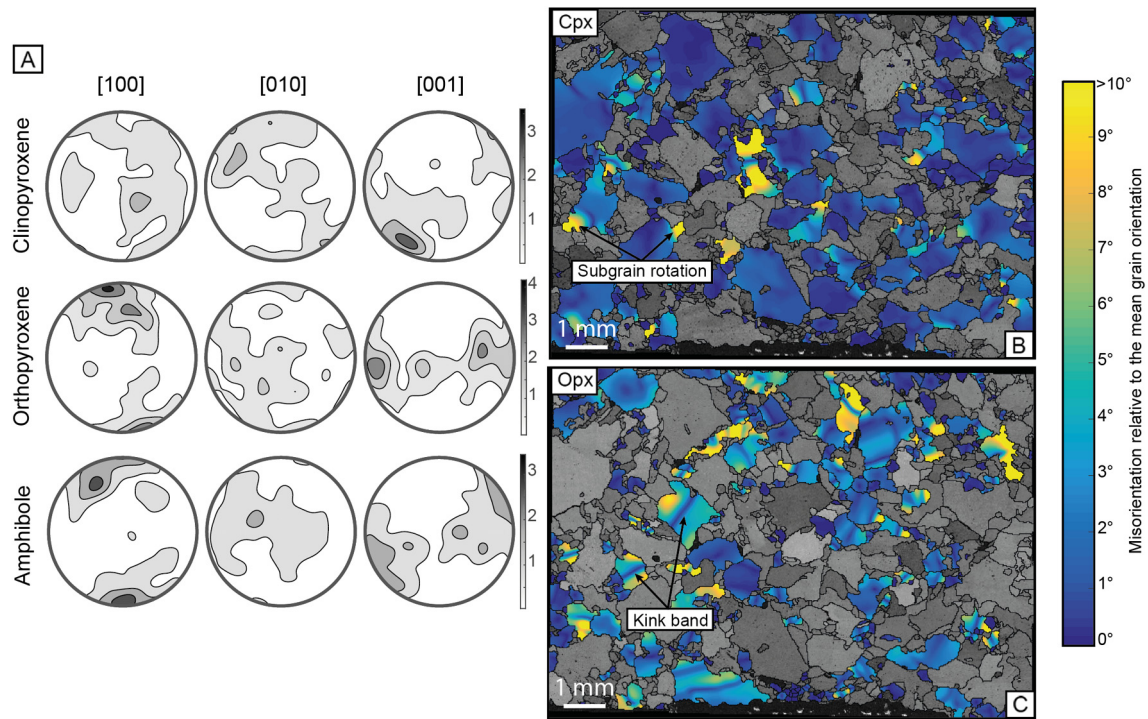 A
[100]
[010]
[001]
Clinopyroxene
3
2
1
Orthopyroxene
4
3
2
1
Amphibole
3
2
1
Cpx
Subgrain rotation
1 mm
B
Opx
Kink band
1 mm
C
>10°
9°
8°
7°
6°
5°
4°
3°
2°
1°
0°
Misorientation relative to the mean grain orientation